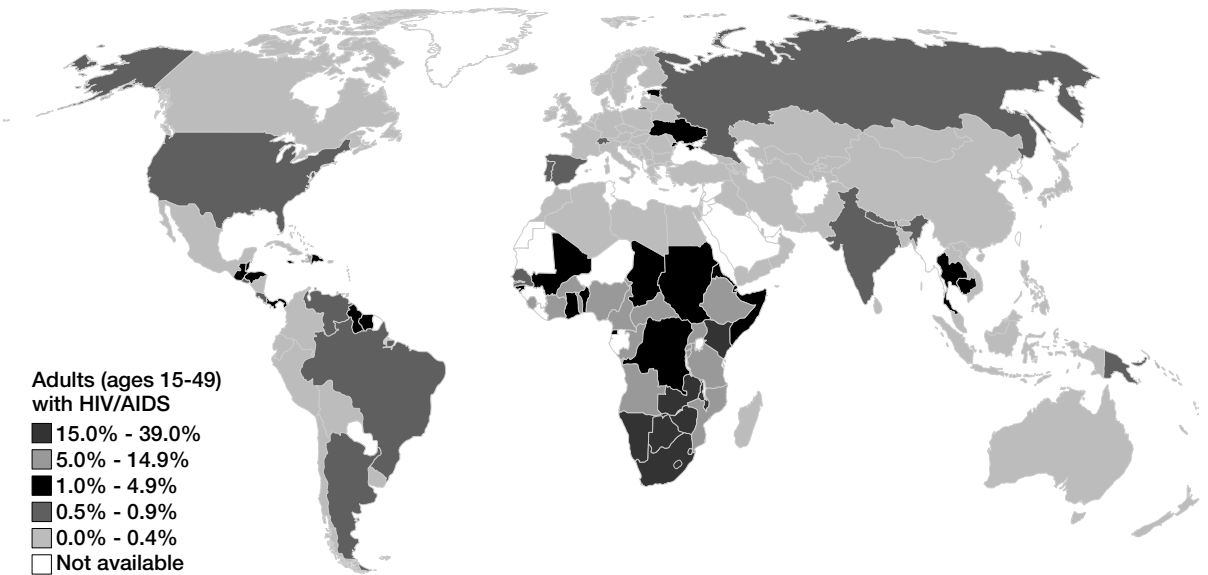 Adults (ages 15-49)
with HIV/AIDS
15.0% - 39.0%
5.0% - 14.9%
1.0% - 4.9%
0.5% - 0.9%
0.0% - 0.4%
Not available